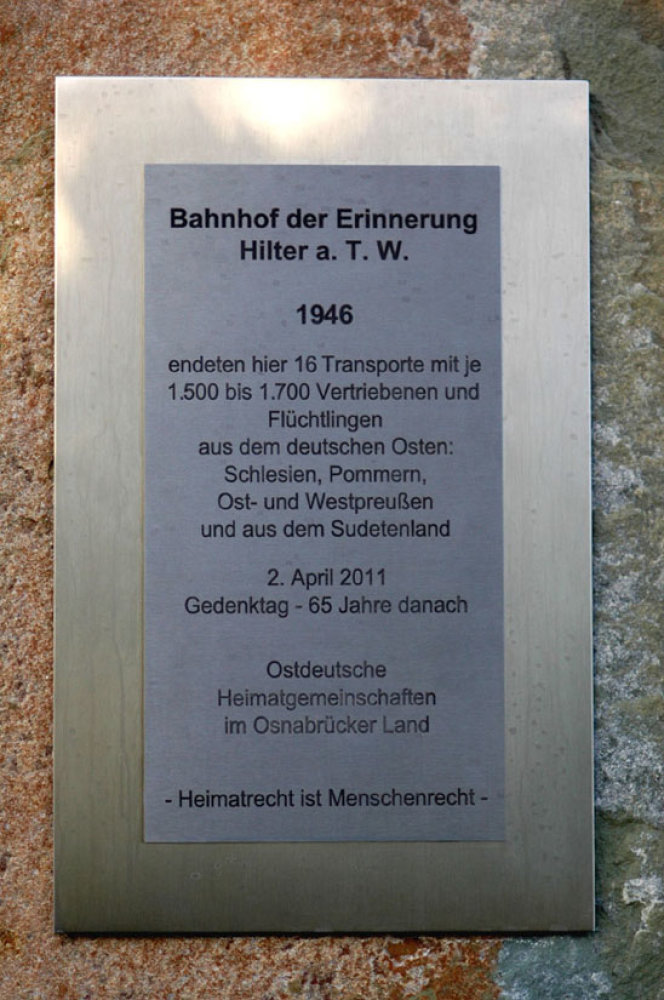 Bahnhof der Erinnerung
Hilter a. T. W.
1946
endeten hier 16 Transporte mit je
1.500 bis 1.700 Vertriebenen und
Flüchtlingen
aus dem deutschen Osten:
Schlesien, Pommern,
Ost- und Westpreußen
und aus dem Sudetenland
2. April 2011
Gedenktag - 65 Jahre danach
Ostdeutsche
Heimatgemeinschaften
im Osnabrücker Land
- Heimatrecht ist Menschenrecht -